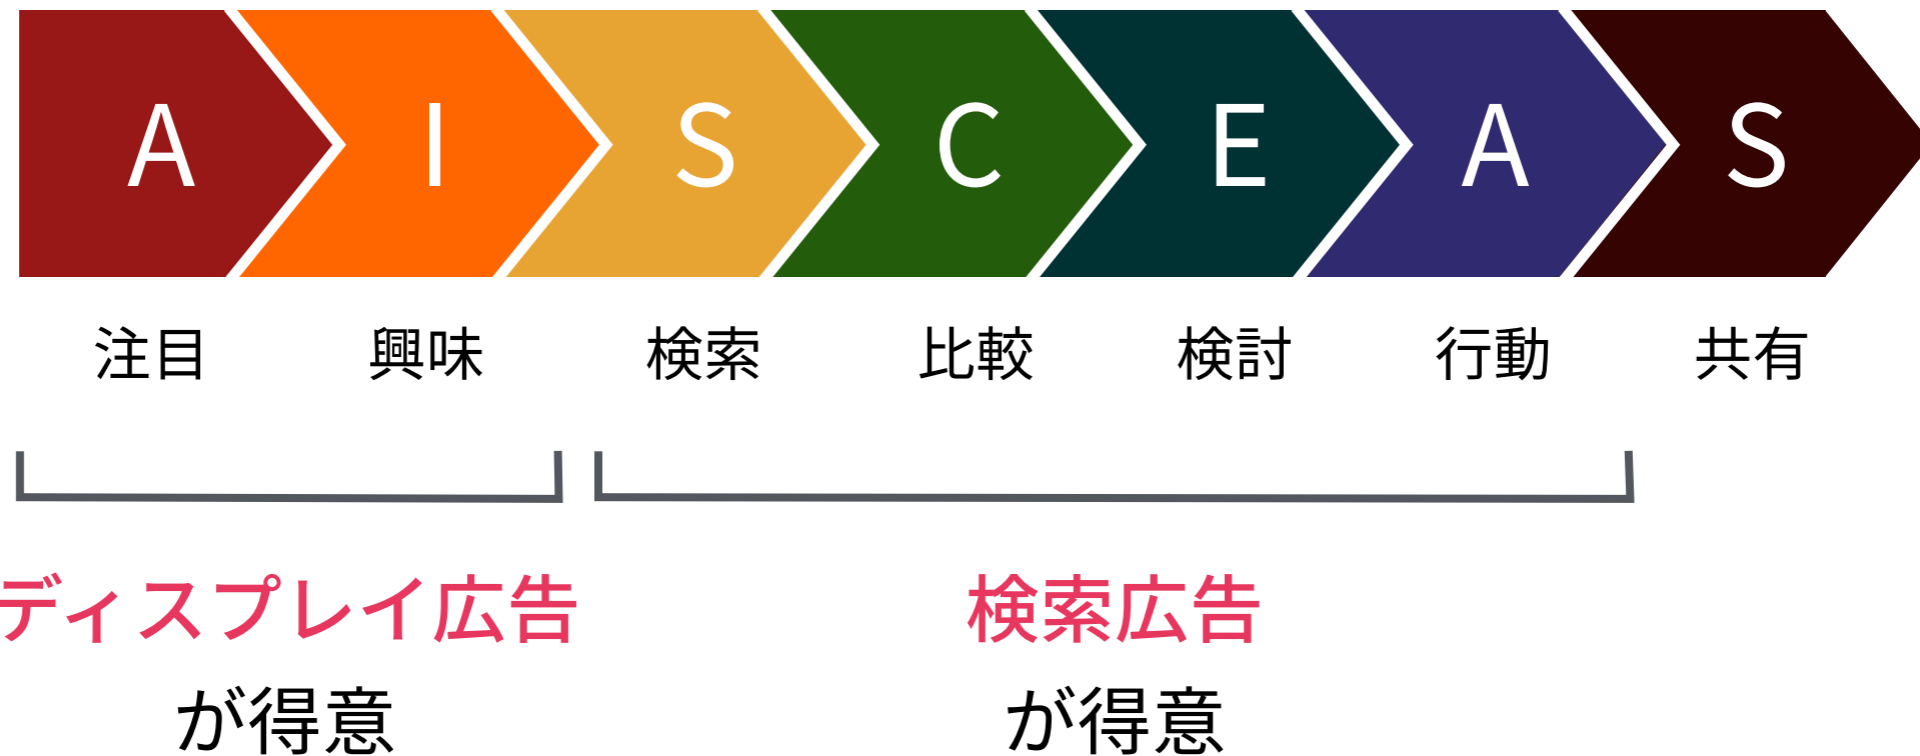 A I S C E A S
注目 興味 検索 比較 検討 行動 共有
ディスプレイ広告 検索広告
が得意 が得意